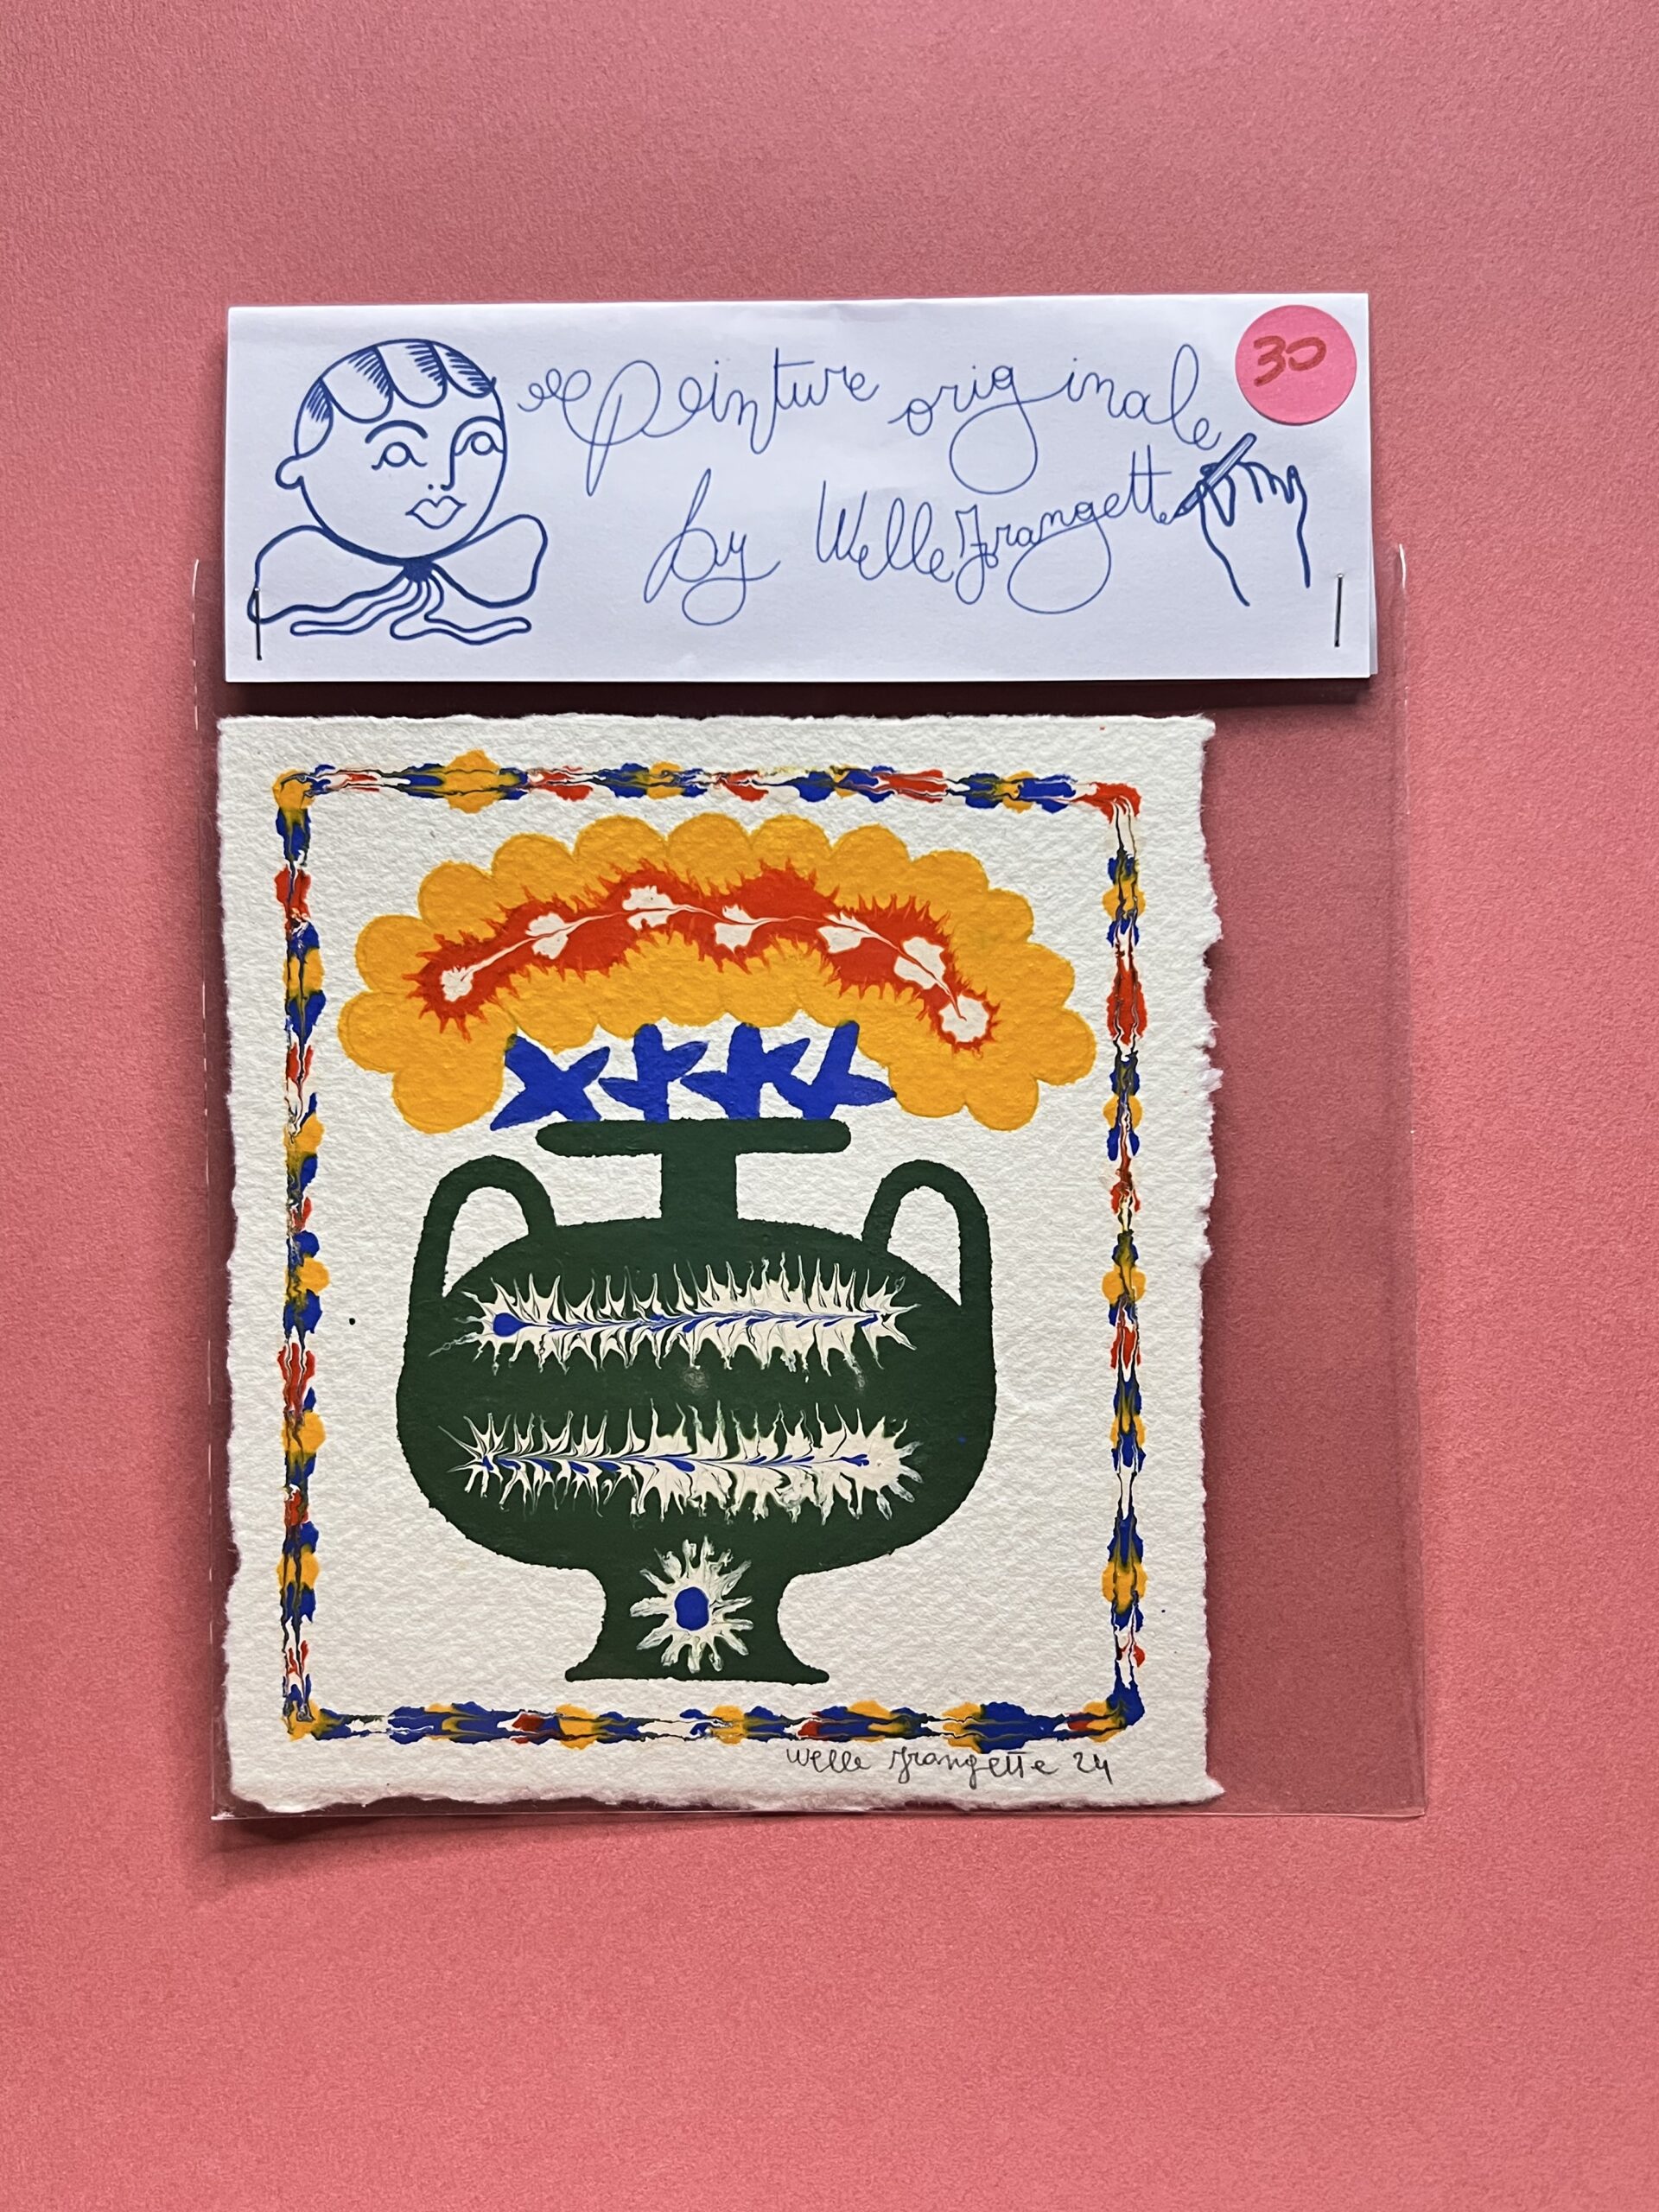 Peinture originale
30
by Welle Frangette
Welle Frangette 24